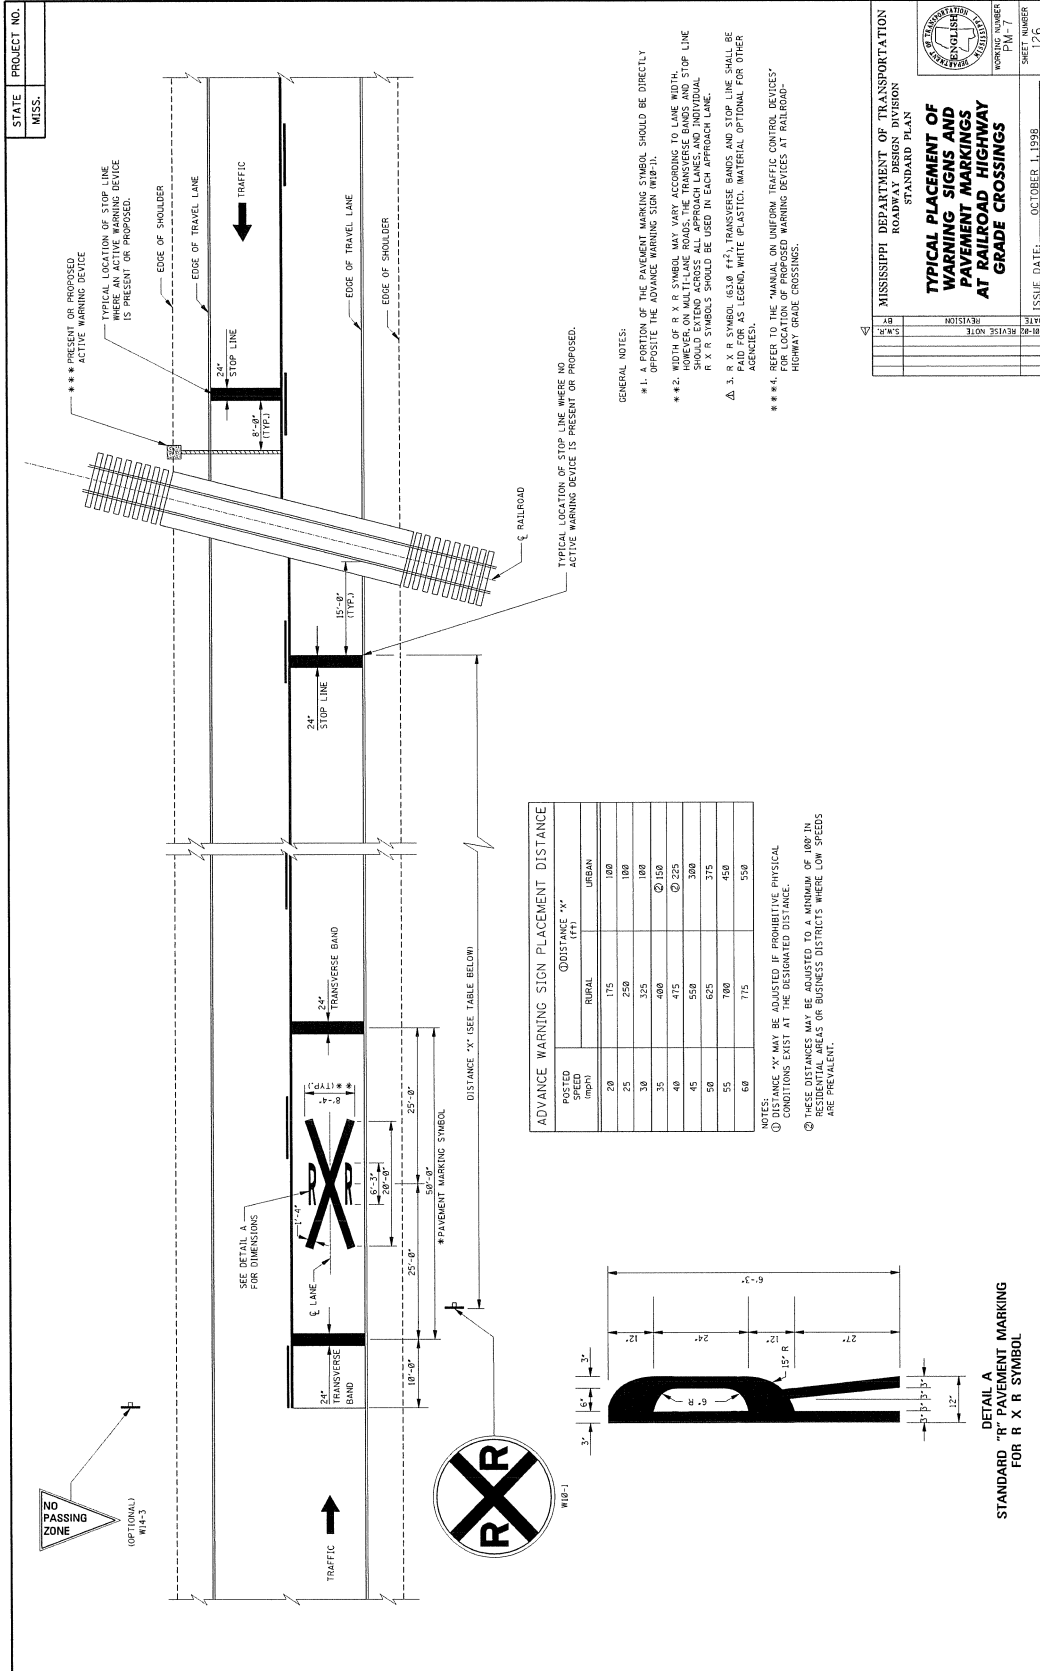 STATE
PROJECT NO.
MISS.
* * * PRESENT OR PROPOSED
ACTIVE WARNING DEVICE
TYPICAL LOCATION OF STOP LINE
WHERE AN ACTIVE WARNING DEVICE
IS PRESENT OR PROPOSED.
EDGE OF SHOULDER
EDGE OF TRAVEL LANE
TRAFFIC
24"
STOP LINE
8'-0"
(TYP.)
EDGE OF TRAVEL LANE
EDGE OF SHOULDER
15'-0"
(TYP.)
℄ RAILROAD
TYPICAL LOCATION OF STOP LINE WHERE NO
ACTIVE WARNING DEVICE IS PRESENT OR PROPOSED.
24"
STOP LINE
NO
PASSING
ZONE
(OPTIONAL)
W14-3
SEE DETAIL A
FOR DIMENSIONS
1'-4"
R
R
8'-4"
* * (TYP.)
24"
TRANSVERSE BAND
℄ LANE
24"
TRANSVERSE
BAND
6'-3"
20'-0"
10'-0"
25'-0"
25'-0"
50'-0"
* PAVEMENT MARKING SYMBOL
DISTANCE "X" (SEE TABLE BELOW)
TRAFFIC
R
R
W10-1
ADVANCE WARNING SIGN PLACEMENT DISTANCE
POSTED
SPEED
(mph)
① DISTANCE "X"
(ft)
RURAL
URBAN
20 175 100
25 250 100
30 325 100
35 400 ② 150
40 475 ② 225
45 550 300
50 625 375
55 700 450
60 775 550
NOTES:
① DISTANCE "X" MAY BE ADJUSTED IF PROHIBITIVE PHYSICAL
CONDITIONS EXIST AT THE DESIGNATED DISTANCE.
② THESE DISTANCES MAY BE ADJUSTED TO A MINIMUM OF 100' IN
RESIDENTIAL AREAS OR BUSINESS DISTRICTS WHERE LOW SPEEDS
ARE PREVALENT.
GENERAL NOTES:
* 1. A PORTION OF THE PAVEMENT MARKING SYMBOL SHOULD BE DIRECTLY
OPPOSITE THE ADVANCE WARNING SIGN (W10-1).
* * 2. WIDTH OF R X R SYMBOL MAY VARY ACCORDING TO LANE WIDTH.
HOWEVER, ON MULTI-LANE ROADS, THE TRANSVERSE BANDS AND STOP LINE
SHOULD EXTEND ACROSS ALL APPROACH LANES, AND INDIVIDUAL
R X R SYMBOLS SHOULD BE USED IN EACH APPROACH LANE.
3. R X R SYMBOL (63.0 ft²), TRANSVERSE BANDS AND STOP LINE SHALL BE
PAID FOR AS LEGEND, WHITE (PLASTIC). (MATERIAL OPTIONAL FOR OTHER
AGENCIES).
* * * 4. REFER TO THE "MANUAL ON UNIFORM TRAFFIC CONTROL DEVICES"
FOR LOCATION OF PROPOSED WARNING DEVICES AT RAILROAD-
HIGHWAY GRADE CROSSINGS.
3"
6"
3"
12"
24"
12"
27"
6'-3"
6" R
15" R
3"
3"
3"
3"
12"
DETAIL A
STANDARD "R" PAVEMENT MARKING
FOR R X R SYMBOL
REVISE NOTE
S.W.R.
DATE
REVISION
BY
MISSISSIPPI DEPARTMENT OF TRANSPORTATION
ROADWAY DESIGN DIVISION
STANDARD PLAN
TYPICAL PLACEMENT OF
WARNING SIGNS AND
PAVEMENT MARKINGS
AT RAILROAD HIGHWAY
GRADE CROSSINGS
ISSUE DATE: OCTOBER 1, 1998
MISSISSIPPI DEPARTMENT OF TRANSPORTATION
ENGLISH
WORKING NUMBER
PM-7
SHEET NUMBER
126